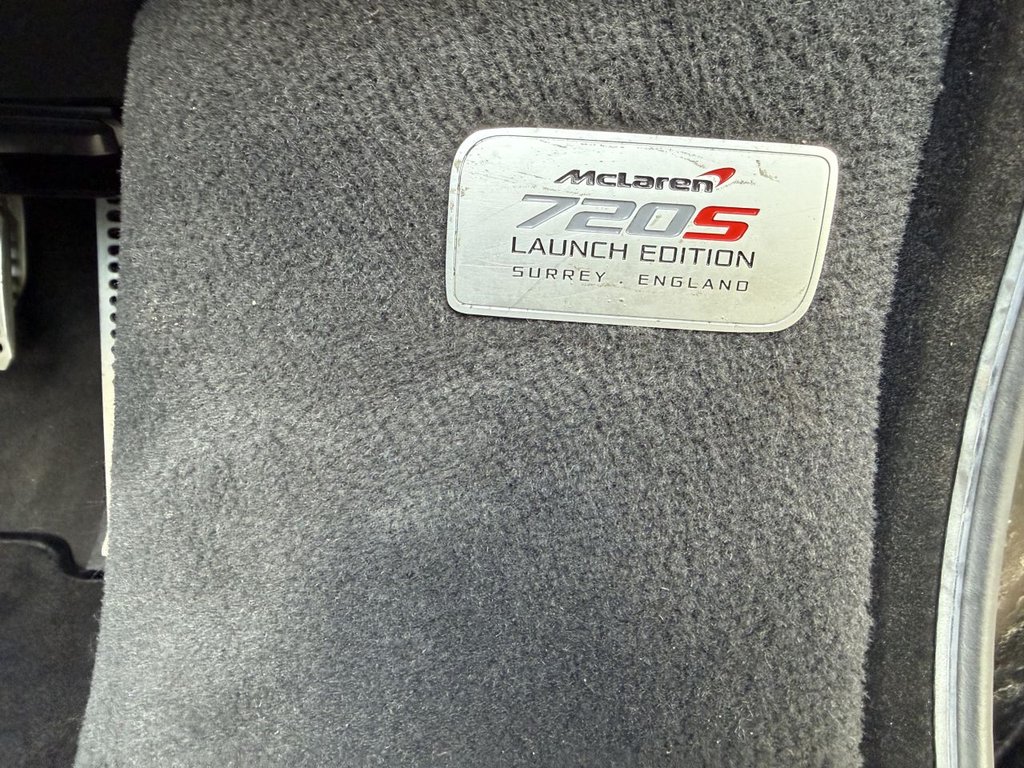 McLaren
720S
LAUNCH EDITION
SURREY . ENGLAND